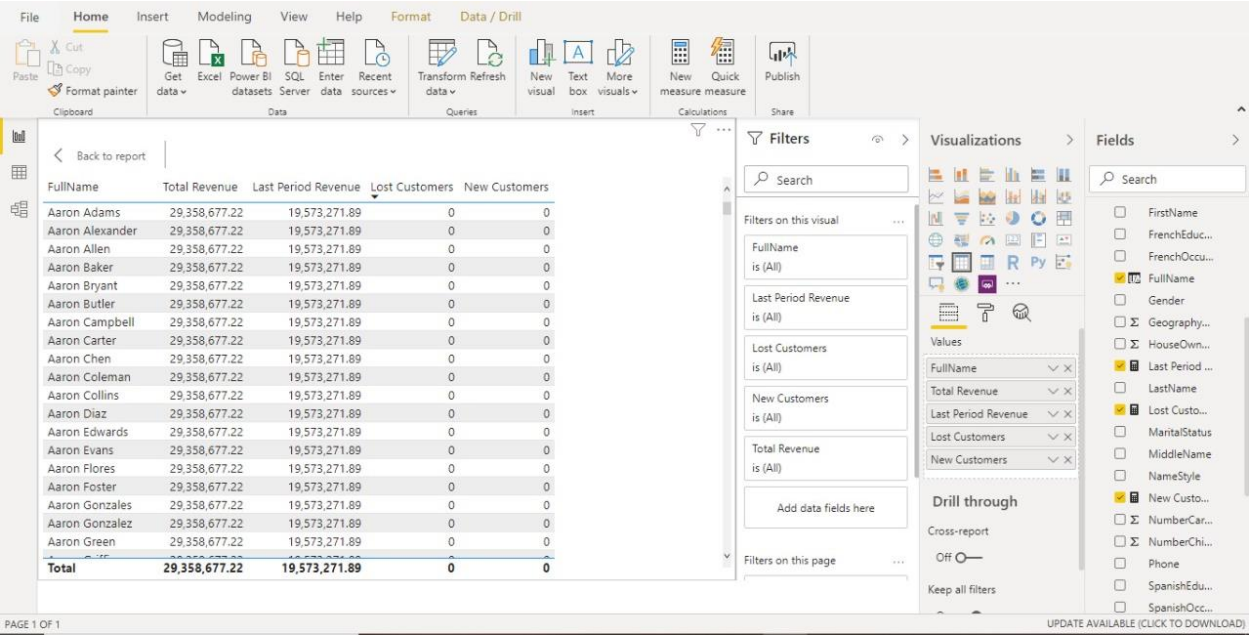 File Home Insert Modeling View Help Format Data / Drill
Paste
Cut
Copy
Format painter
Clipboard
Get data
Excel
Power BI datasets
SQL Server
Enter data
Recent sources
Data
Transform data
Refresh
Queries
New visual
Text box
More visuals
Insert
New measure
Quick measure
Calculations
Publish
Share
Back to report
FullName Total Revenue Last Period Revenue Lost Customers New Customers
Aaron Adams 29,358,677.22 19,573,271.89 0 0
Aaron Alexander 29,358,677.22 19,573,271.89 0 0
Aaron Allen 29,358,677.22 19,573,271.89 0 0
Aaron Baker 29,358,677.22 19,573,271.89 0 0
Aaron Bryant 29,358,677.22 19,573,271.89 0 0
Aaron Butler 29,358,677.22 19,573,271.89 0 0
Aaron Campbell 29,358,677.22 19,573,271.89 0 0
Aaron Carter 29,358,677.22 19,573,271.89 0 0
Aaron Chen 29,358,677.22 19,573,271.89 0 0
Aaron Coleman 29,358,677.22 19,573,271.89 0 0
Aaron Collins 29,358,677.22 19,573,271.89 0 0
Aaron Diaz 29,358,677.22 19,573,271.89 0 0
Aaron Edwards 29,358,677.22 19,573,271.89 0 0
Aaron Evans 29,358,677.22 19,573,271.89 0 0
Aaron Flores 29,358,677.22 19,573,271.89 0 0
Aaron Foster 29,358,677.22 19,573,271.89 0 0
Aaron Gonzales 29,358,677.22 19,573,271.89 0 0
Aaron Gonzalez 29,358,677.22 19,573,271.89 0 0
Aaron Green 29,358,677.22 19,573,271.89 0 0
Total 29,358,677.22 19,573,271.89 0 0
Filters
Search
Filters on this visual ...
FullName
is (All)
Last Period Revenue
is (All)
Lost Customers
is (All)
New Customers
is (All)
Total Revenue
is (All)
Add data fields here
Filters on this page ...
Visualizations
R Py
Values
FullName
Total Revenue
Last Period Revenue
Lost Customers
New Customers
Drill through
Cross-report
Off
Keep all filters
Fields
Search
FirstName
FrenchEduc...
FrenchOccu...
FullName
Gender
Σ Geography...
Σ HouseOwn...
Last Period ...
LastName
Lost Custo...
MaritalStatus
MiddleName
NameStyle
New Custo...
Σ NumberCar...
Σ NumberChi...
Phone
SpanishEdu...
SpanishOcc...
PAGE 1 OF 1
UPDATE AVAILABLE (CLICK TO DOWNLOAD)